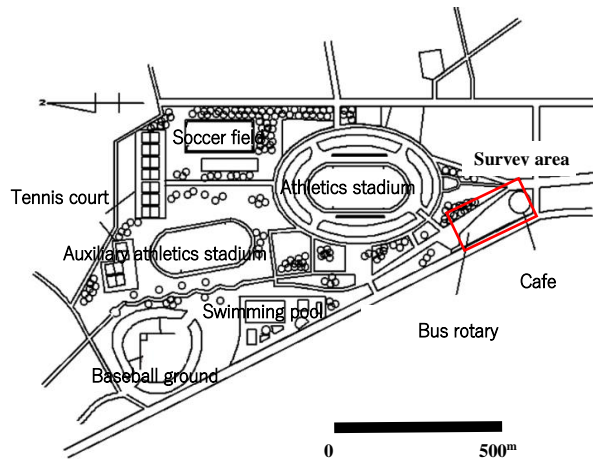 z
Soccer field
Survey area
Athletics stadium
Tennis court
Auxiliary athletics stadium
Cafe
Swimming pool
Bus rotary
Baseball ground
0
500m